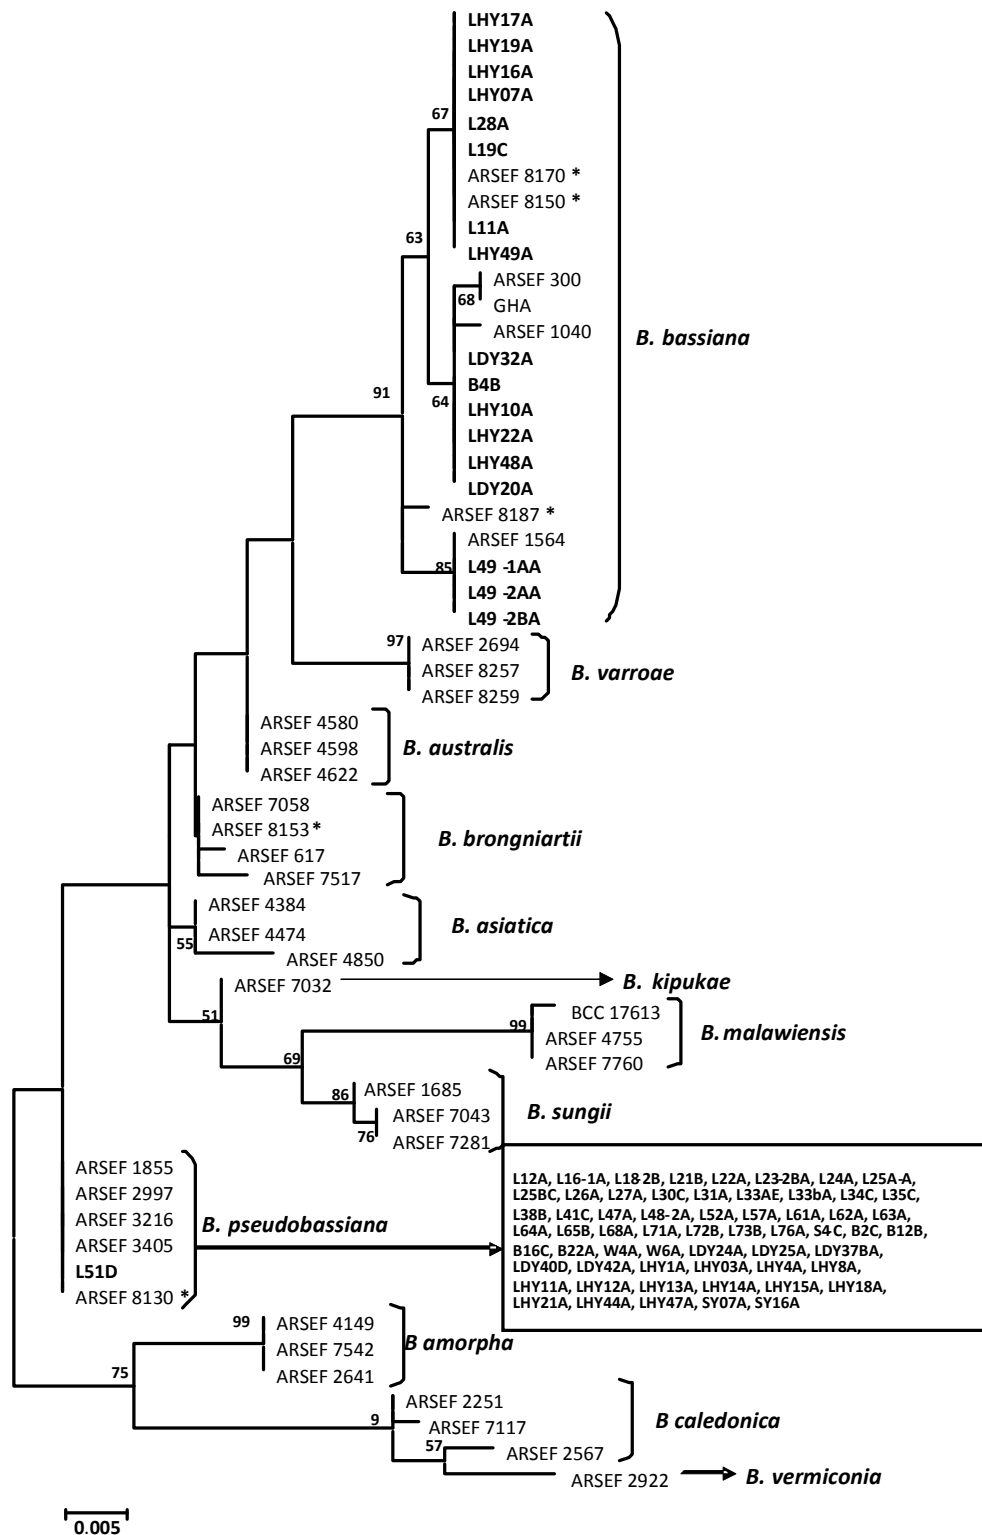 LHY17A
LHY19A
LHY16A
LHY07A
67
L28A
L19C
ARSEF 8170 *
ARSEF 8150 *
L11A
63
LHY49A
ARSEF 300
68
GHA
ARSEF 1040
B. bassiana
LDY32A
B4B
91
64
LHY10A
LHY22A
LHY48A
LDY20A
ARSEF 8187 *
ARSEF 1564
85
L49 -1AA
L49 -2AA
L49 -2BA
97
ARSEF 2694
ARSEF 8257
B. varroae
ARSEF 8259
ARSEF 4580
ARSEF 4598
B. australis
ARSEF 4622
ARSEF 7058
ARSEF 8153 *
B. brongniartii
ARSEF 617
ARSEF 7517
ARSEF 4384
ARSEF 4474
B. asiatica
55
ARSEF 4850
ARSEF 7032
B. kipukae
51
BCC 17613
99
ARSEF 4755
B. malawiensis
ARSEF 7760
69
86
ARSEF 1685
ARSEF 7043
B. sungii
76
ARSEF 7281
ARSEF 1855
ARSEF 2997
ARSEF 3216
B. pseudobassiana
ARSEF 3405
L51D
ARSEF 8130 *
L12A, L16-1A, L18-2B, L21B, L22A, L23-2BA, L24A, L25A-A,
L25BC, L26A, L27A, L30C, L31A, L33AE, L33bA, L34C, L35C,
L38B, L41C, L47A, L48-2A, L52A, L57A, L61A, L62A, L63A,
L64A, L65B, L68A, L71A, L72B, L73B, L76A, S4-C, B2C, B12B,
B16C, B22A, W4A, W6A, LDY24A, LDY25A, LDY37BA,
LDY40D, LDY42A, LHY1A, LHY03A, LHY4A, LHY8A,
LHY11A, LHY12A, LHY13A, LHY14A, LHY15A, LHY18A,
LHY21A, LHY44A, LHY47A, SY07A, SY16A
99
ARSEF 4149
ARSEF 7542
B amorpha
ARSEF 2641
75
ARSEF 2251
9
ARSEF 7117
B caledonica
57
ARSEF 2567
ARSEF 2922
B. vermiconia
0.005